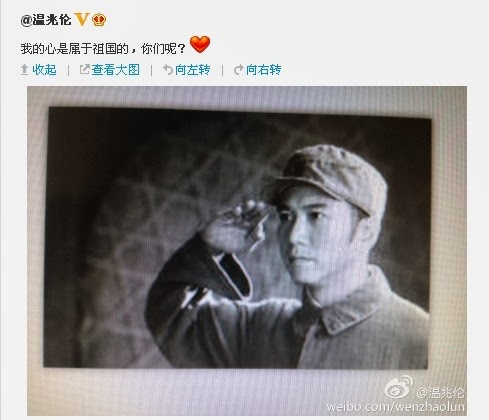 @温兆伦
我的心是属于祖国的，你们呢？
收起 | 查看大图 | 向左转 | 向右转
@温兆伦
weibo.com/wenzhaolun